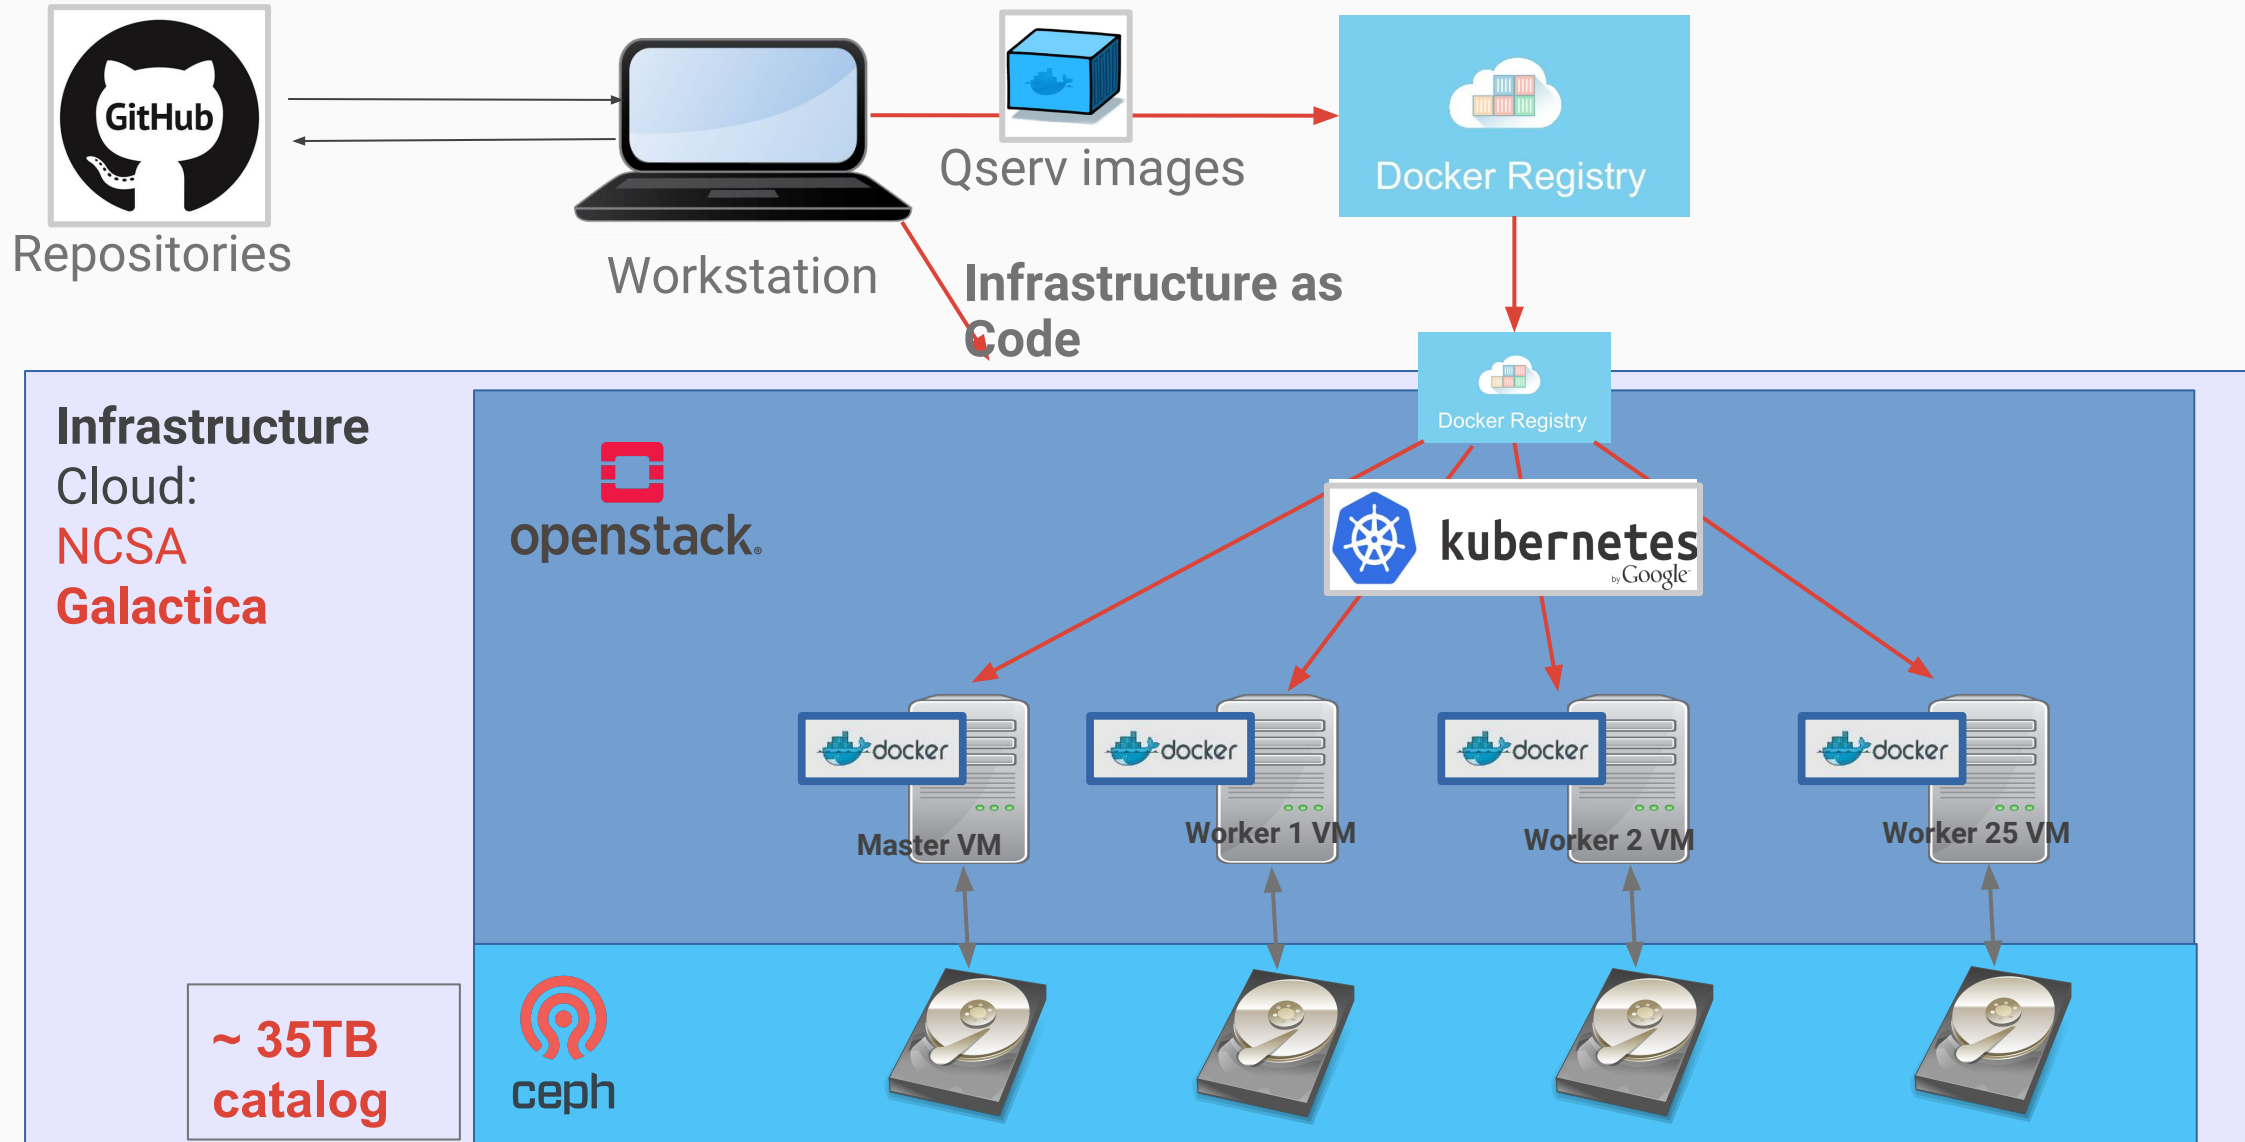 GitHub
Repositories
Workstation
Qserv images
Docker Registry
Infrastructure as
Code
Docker Registry
Infrastructure
Cloud:
NCSA
Galactica
openstack.
kubernetes
by Google
docker
docker
docker
docker
Master VM
Worker 1 VM
Worker 2 VM
Worker 25 VM
~ 35TB
catalog
ceph